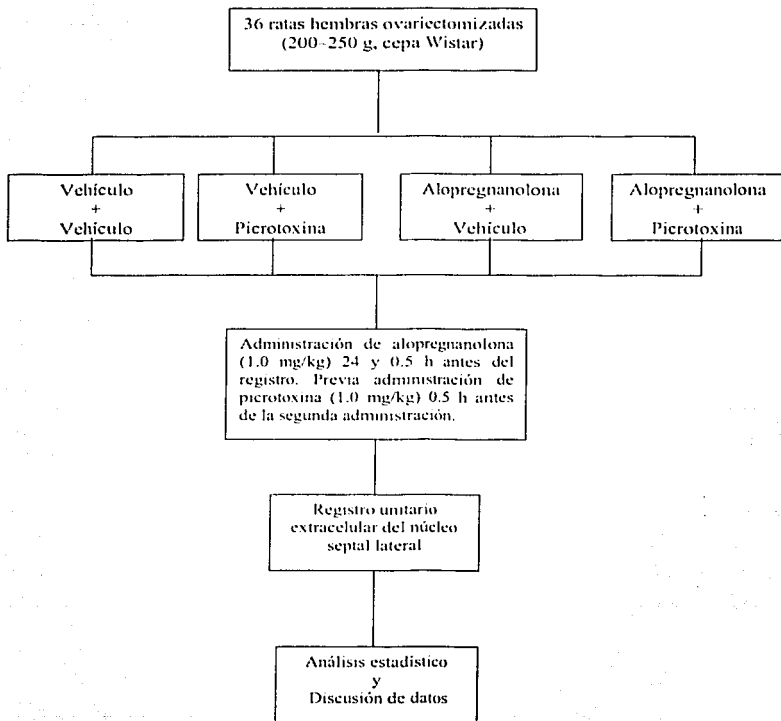 36 ratas hembras ovariectomizadas
(200-250 g, cepa Wistar)
Vehículo
+
Vehículo
Vehículo
+
Picrotoxina
Alopregnanolona
+
Vehículo
Alopregnanolona
+
Picrotoxina
Administración de alopregnanolona
(1.0 mg/kg) 24 y 0.5 h antes del
registro. Previa administración de
picrotoxina (1.0 mg/kg) 0.5 h antes
de la segunda administración.
Registro unitario
extracelular del núcleo
septal lateral
Análisis estadístico
y
Discusión de datos